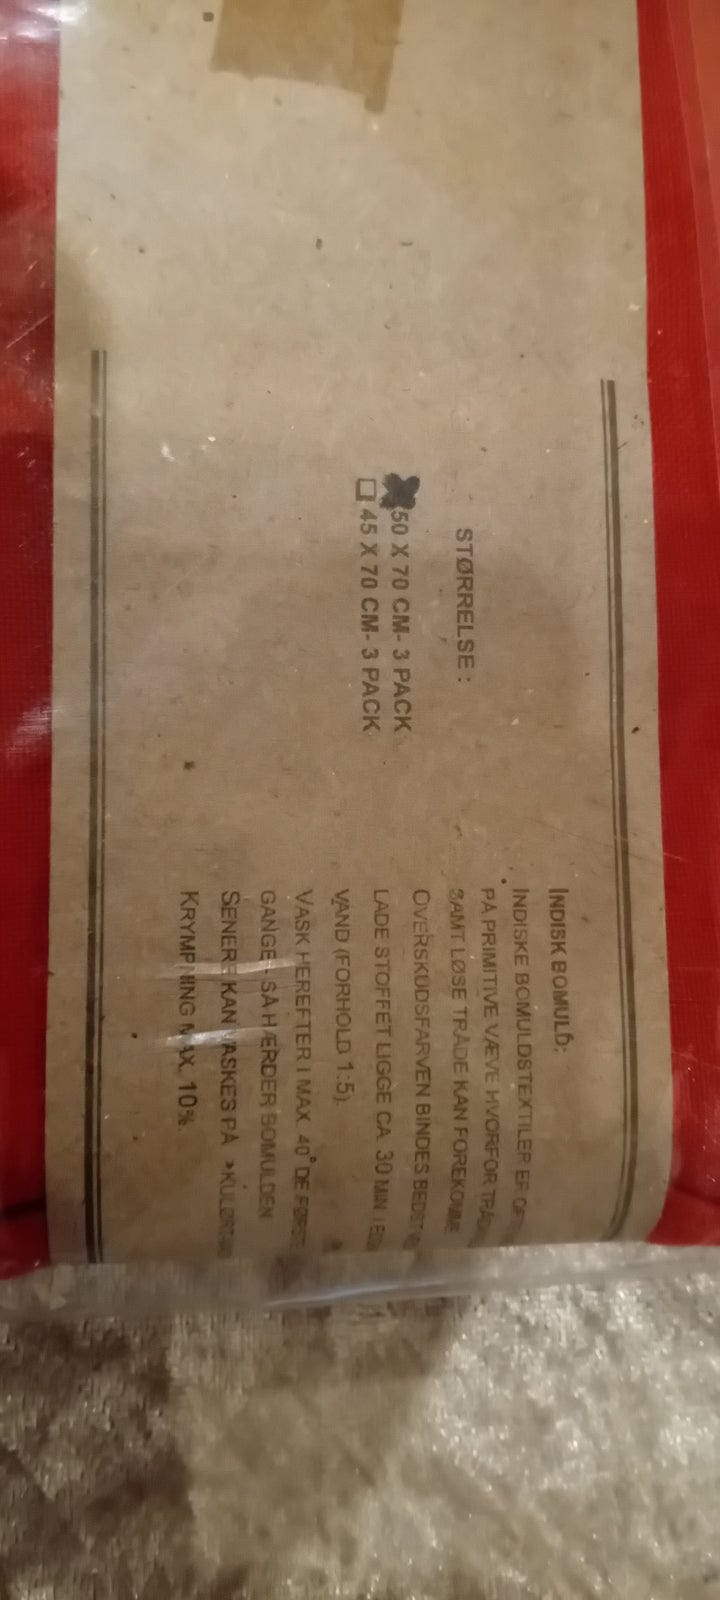 STØRRELSE :
50 X 70 CM- 3 PACK
45 X 70 CM- 3 PACK
INDISK BOMULD:
INDISKE BOMULDSTEXTILER ER
PÅ PRIMITIVE VÆVE HVORFOR
SAMT LØSE TRÅDE KAN FOREKOMME
OVERSKUDSFARVEN BINDES BEDST
LADE STOFFET LIGGE CA. 30 MIN. I
VAND (FORHOLD 1:5).
VASK HEREFTER I MAX. 40° DE FØRSTE
GANGE - SÅ HÆRDER BOMULDEN
SENERE KAN VASKES PÅ
KRYMPNING MAX. 10%.